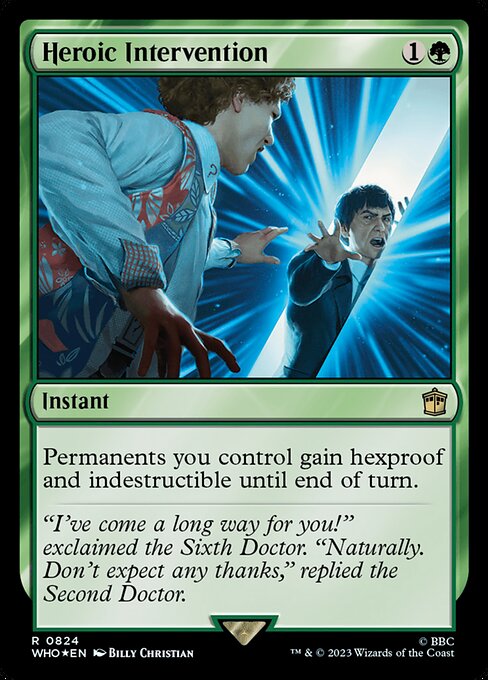 Heroic Intervention 1
Instant
Permanents you control gain hexproof
and indestructible until end of turn.
“I’ve come a long way for you!”
exclaimed the Sixth Doctor. “Naturally.
Don’t expect any thanks,” replied the
Second Doctor.
R 0824
WHO★EN Billy Christian
© BBC
™ & © 2023 Wizards of the Coast